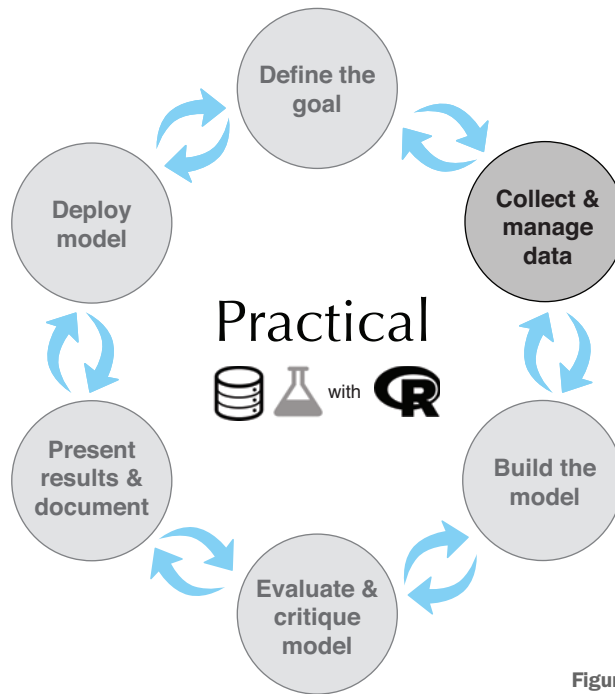 Define the
goal
Collect &
manage
data
Deploy
model
Practical
with R
Present
results &
document
Build the
model
Evaluate &
critique
model
Figur